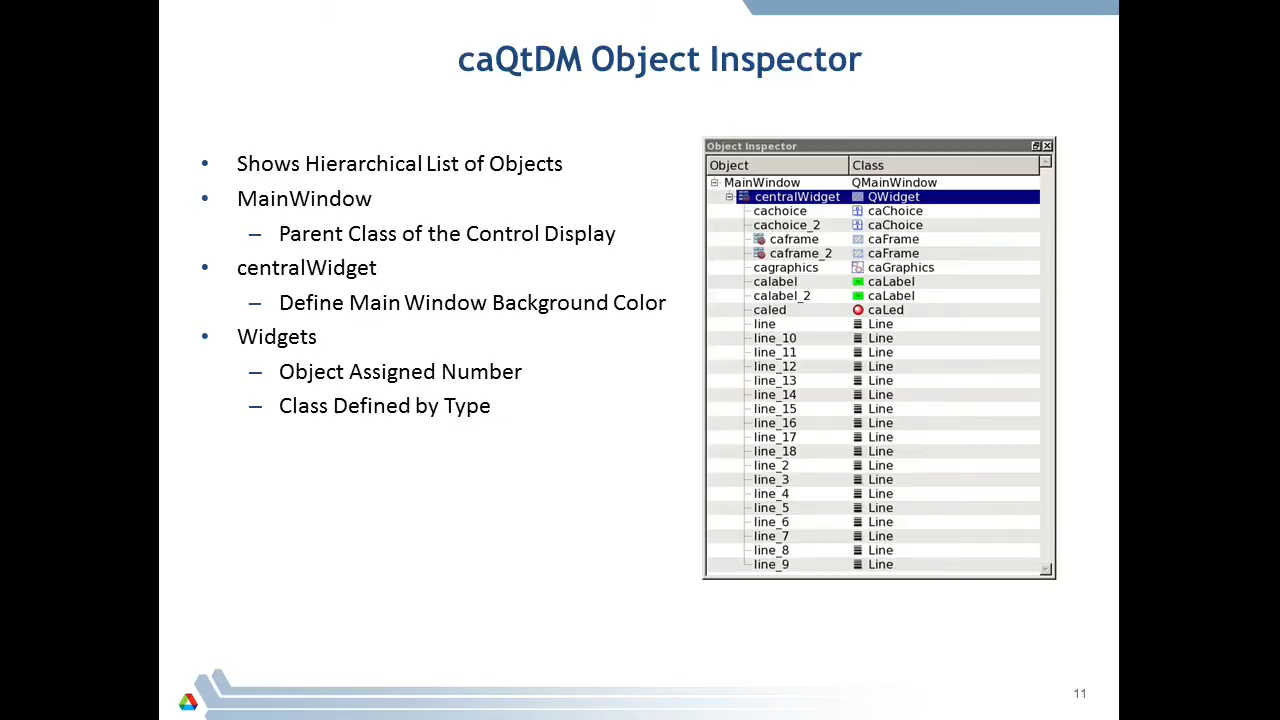 caQtDM Object Inspector
• Shows Hierarchical List of Objects
• MainWindow
– Parent Class of the Control Display
• centralWidget
– Define Main Window Background Color
• Widgets
– Object Assigned Number
– Class Defined by Type
Object Inspector
Object Class
MainWindow QMainWindow
centralWidget QWidget
cachoice caChoice
cachoice_2 caChoice
caframe caFrame
caframe_2 caFrame
cagraphics caGraphics
calabel caLabel
calabel_2 caLabel
caled caLed
line Line
line_10 Line
line_11 Line
line_12 Line
line_13 Line
line_14 Line
line_15 Line
line_16 Line
line_17 Line
line_18 Line
line_2 Line
line_3 Line
line_4 Line
line_5 Line
line_6 Line
line_7 Line
line_8 Line
line_9 Line
11